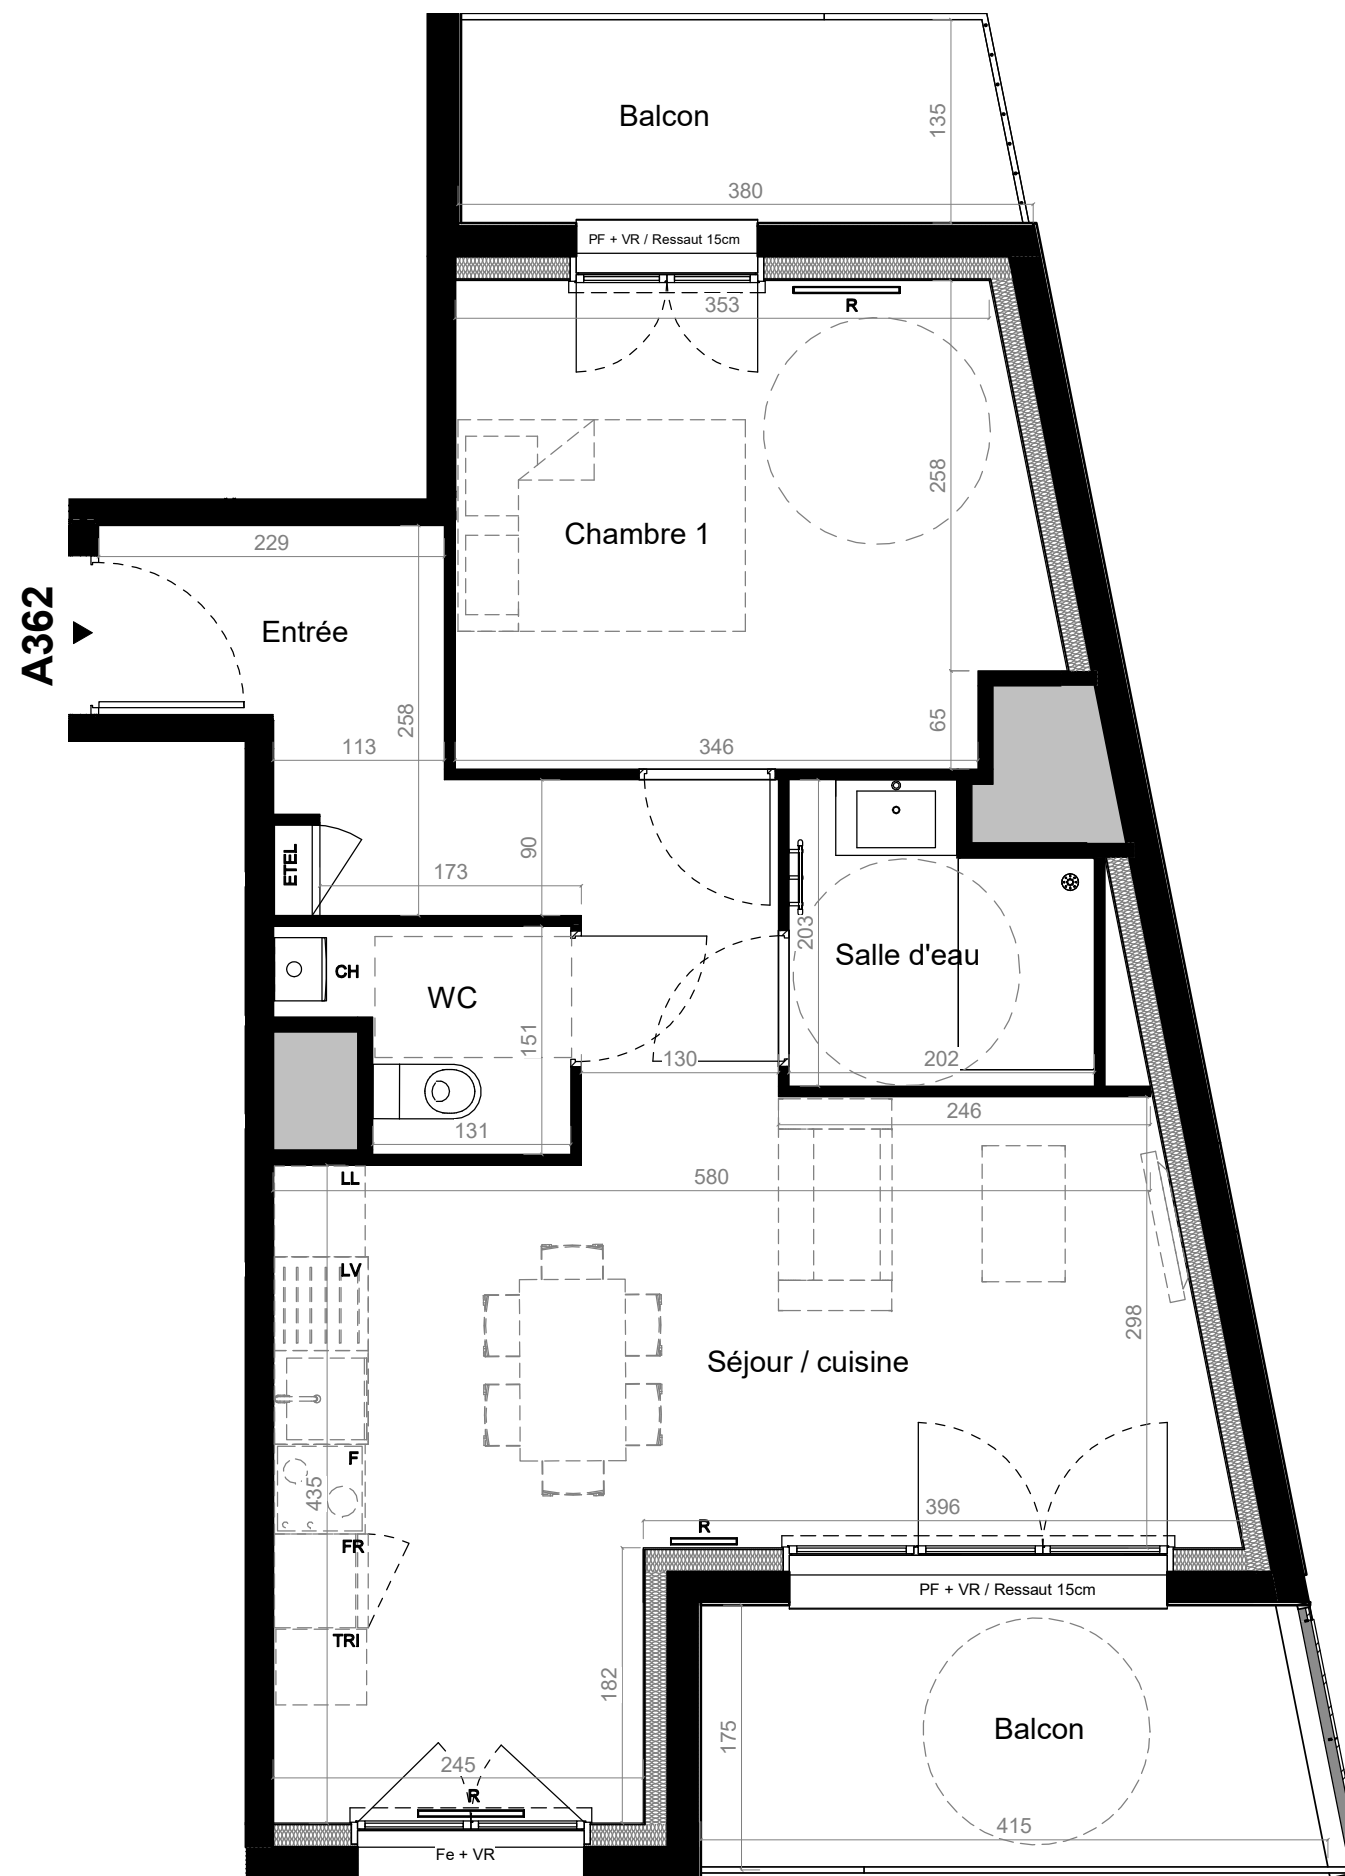 Balcon
135
380
PF + VR / Ressaut 15cm
353
R
258
Chambre 1
229
A362
Entrée
258
113
346
65
ETEL
173
90
203
Salle d'eau
CH
WC
151
130
202
131
246
LL
580
LV
298
Séjour / cuisine
F
435
396
R
FR
PF + VR / Ressaut 15cm
TRI
182
175
Balcon
245
R
415
Fe + VR